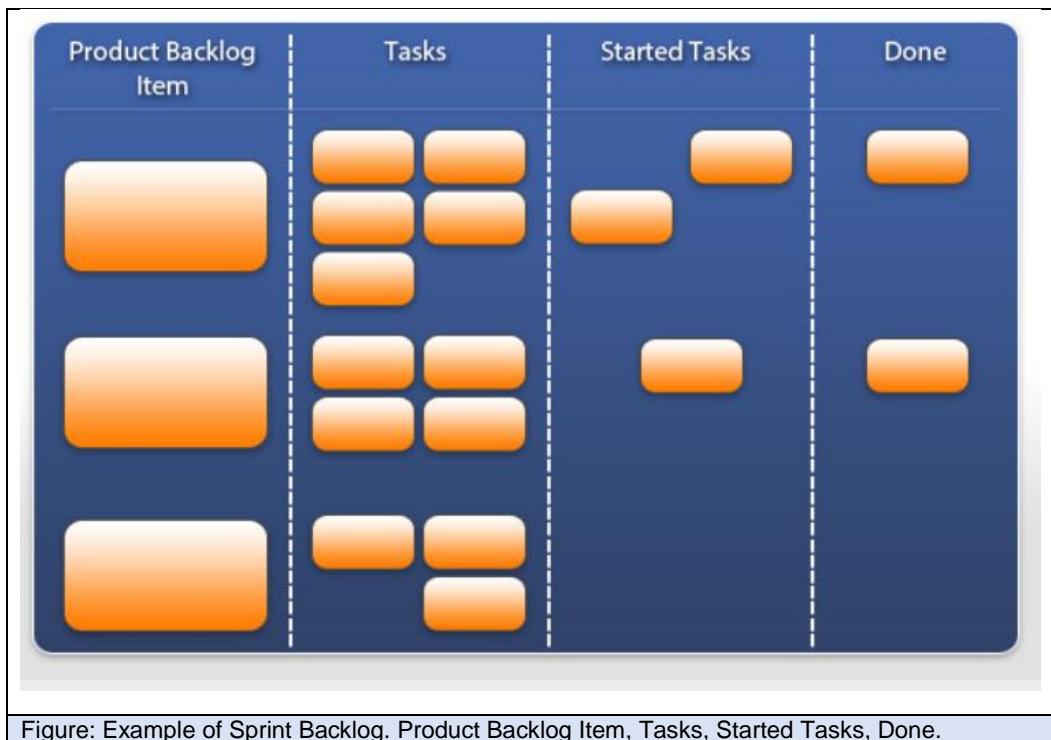 Product Backlog
Item
Tasks
Started Tasks
Done
Figure: Example of Sprint Backlog. Product Backlog Item, Tasks, Started Tasks, Done.